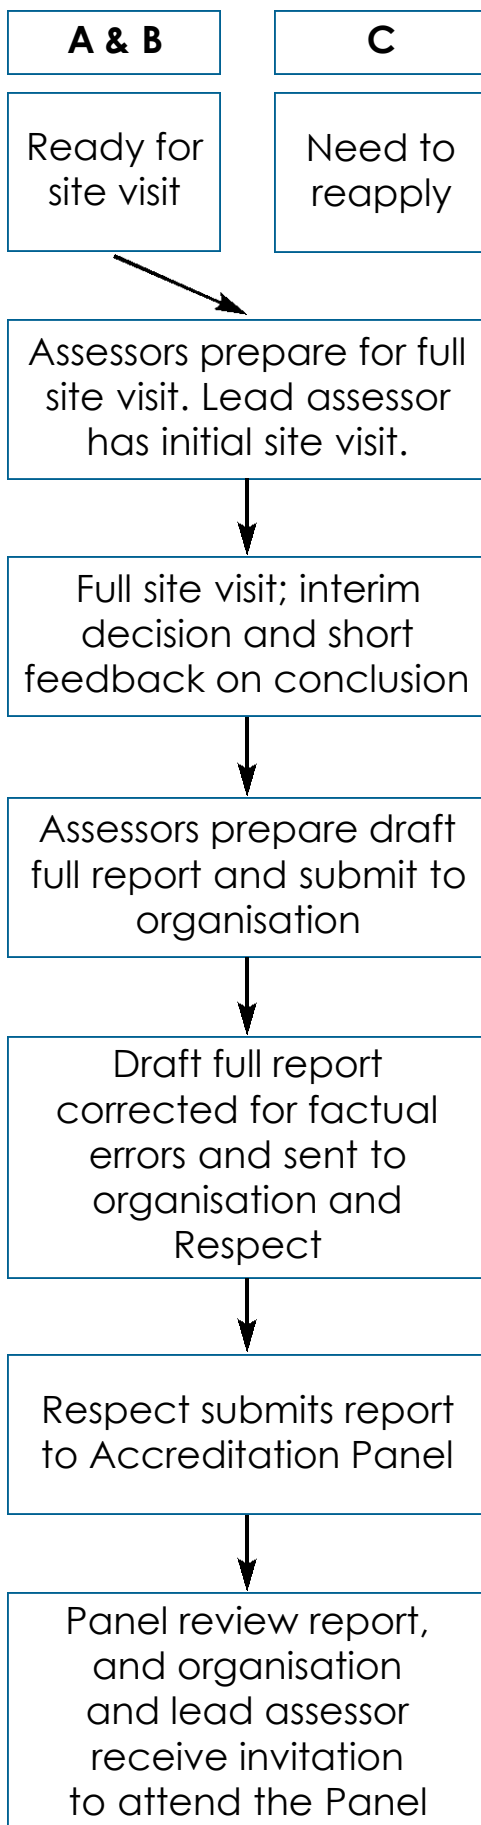 A & B
C
Ready for
site visit
Need to
reapply
Assessors prepare for full
site visit. Lead assessor
has initial site visit.
Full site visit; interim
decision and short
feedback on conclusion
Assessors prepare draft
full report and submit to
organisation
Draft full report
corrected for factual
errors and sent to
organisation and
Respect
Respect submits report
to Accreditation Panel
Panel review report,
and organisation
and lead assessor
receive invitation
to attend the Panel